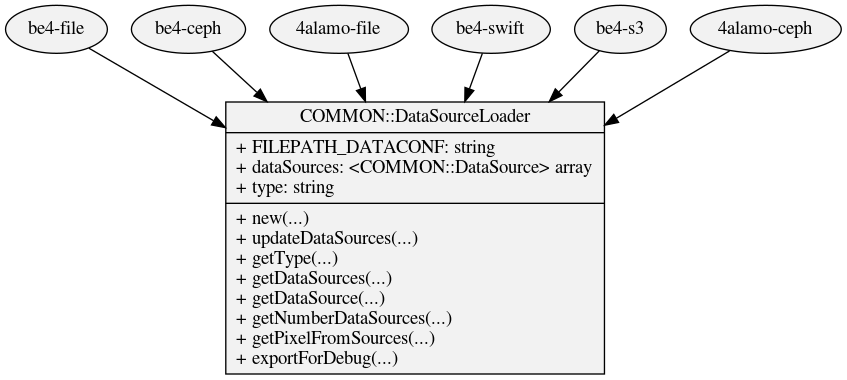 be4-file
be4-ceph
4alamo-file
be4-swift
be4-s3
4alamo-ceph
COMMON::DataSourceLoader
+ FILEPATH_DATACONF: string
+ dataSources: <COMMON::DataSource> array
+ type: string
+ new(...)
+ updateDataSources(...)
+ getType(...)
+ getDataSources(...)
+ getDataSource(...)
+ getNumberDataSources(...)
+ getPixelFromSources(...)
+ exportForDebug(...)